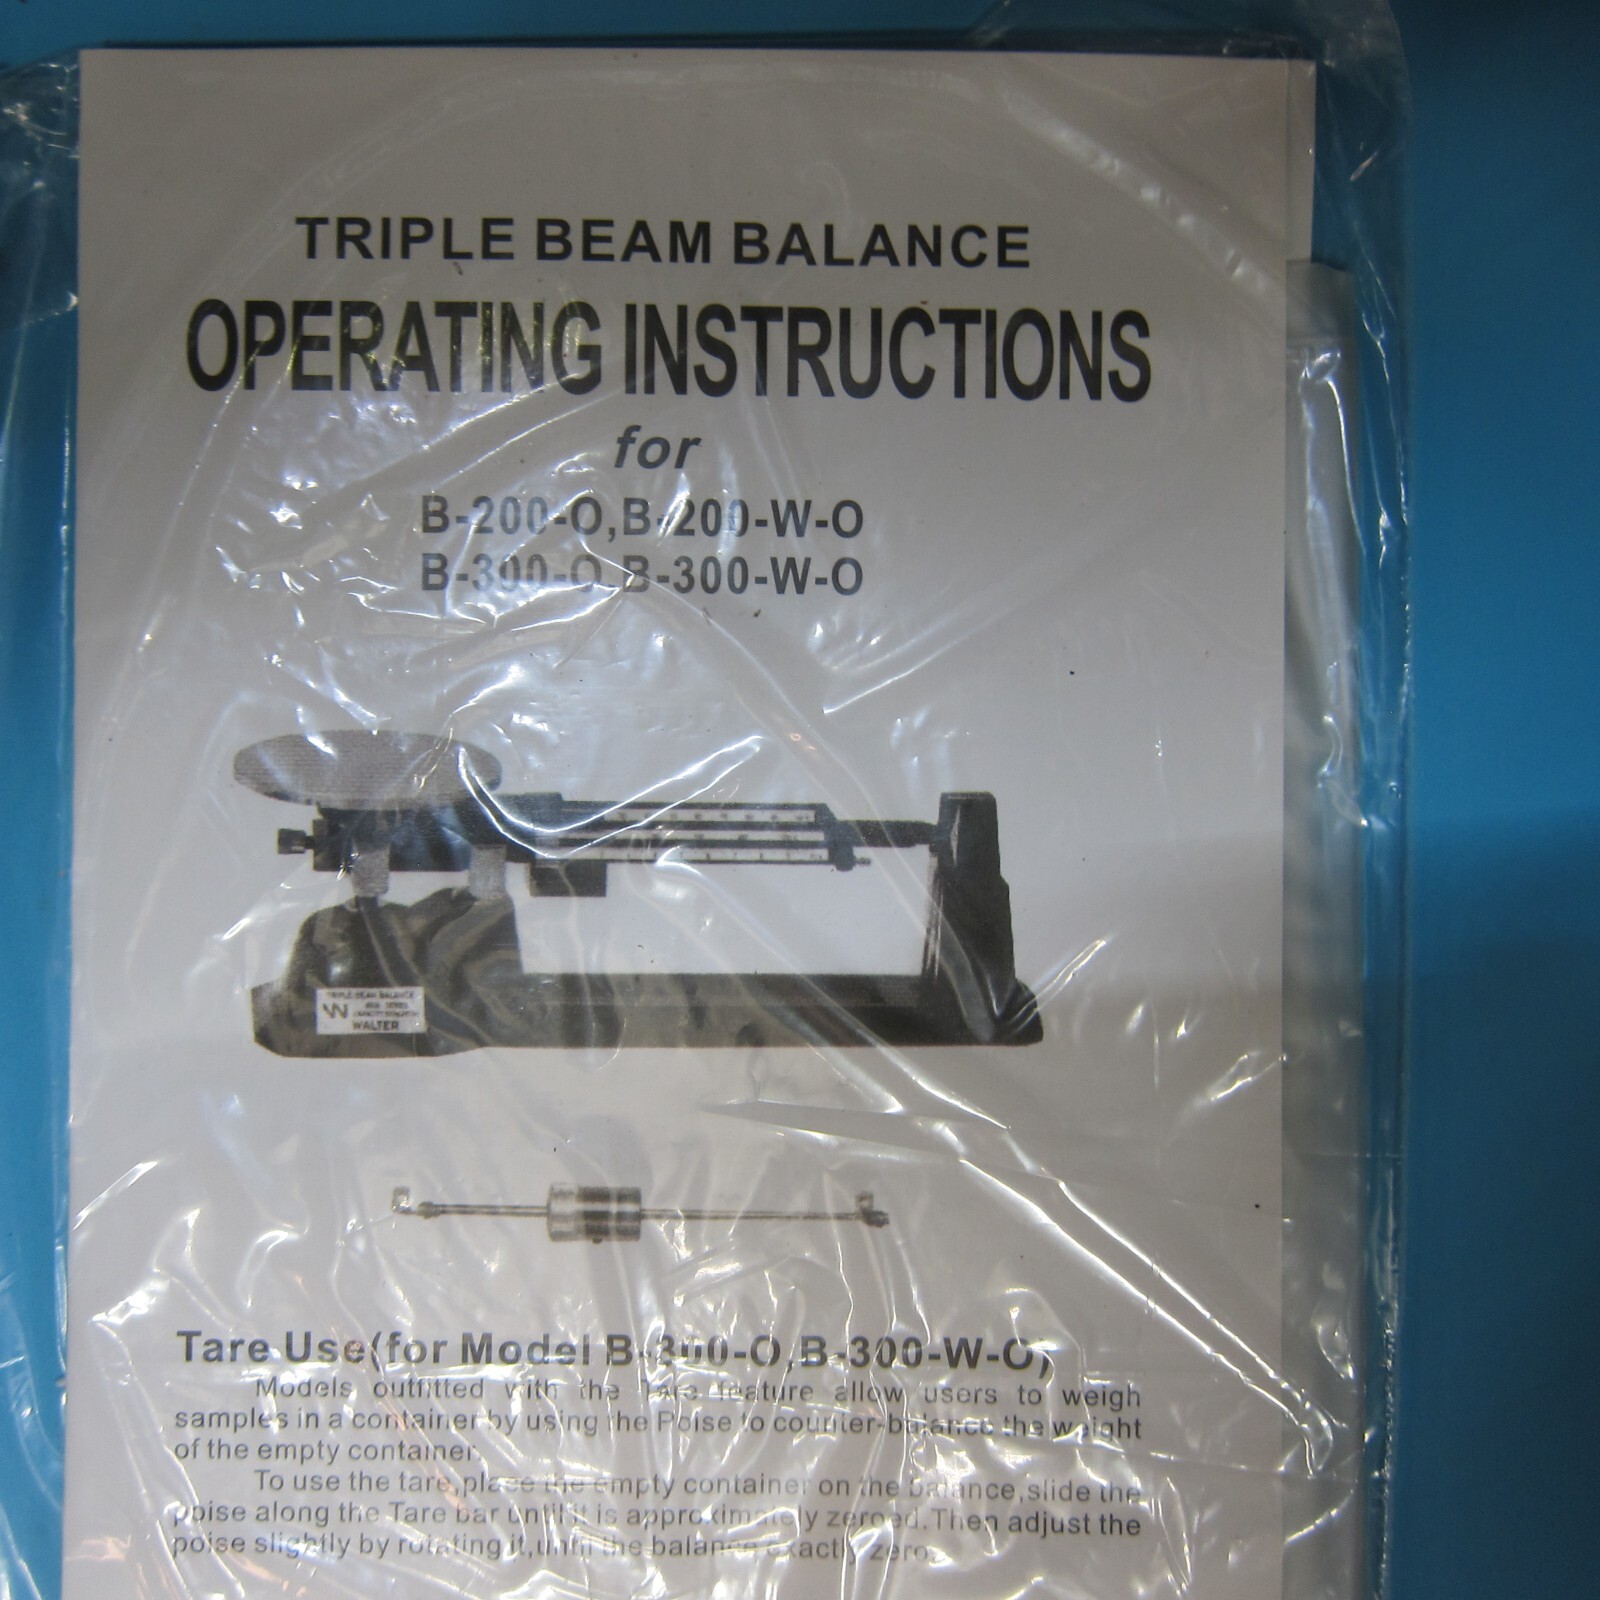 TRIPLE BEAM BALANCE
OPERATING INSTRUCTIONS
for
B-200-O,B-200-W-O
B-300-O,B-300-W-O
TRIPLE BEAM BALANCE
WALTER
Tare Use(for Model B-300-O,B-300-W-O)
Models outfitted with the Tare feature allow users to weigh
samples in a container by using the Poise to counter-balance the weight
of the empty container.
To use the tare,place the empty container on the balance,slide the
poise along the Tare bar until it is approximately zeroed.Then adjust the
poise slightly by rotating it,until the balance exactly zero.